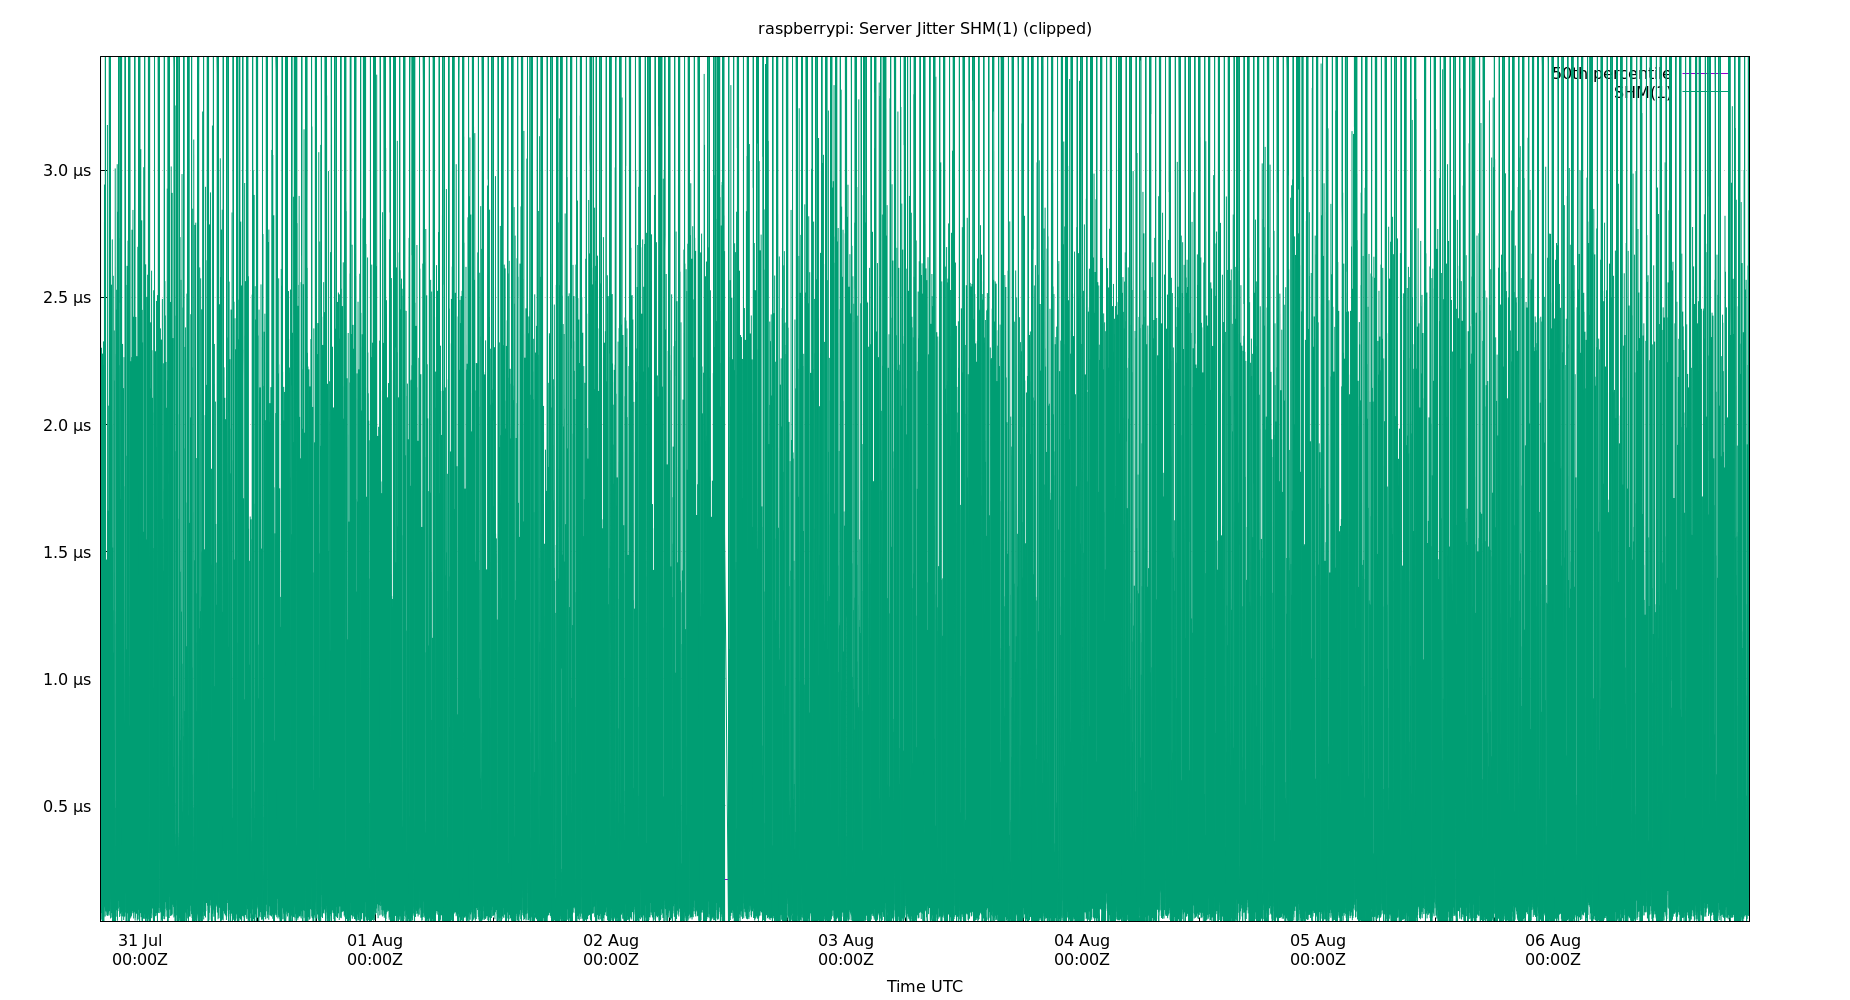 raspberrypi: Server Jitter SHM(1) (clipped)
50th percentile
SHM(1)
3.0 μs
2.5 μs
2.0 μs
1.5 μs
1.0 μs
0.5 μs
31 Jul 01 Aug 02 Aug 03 Aug 04 Aug 05 Aug 06 Aug
00:00Z 00:00Z 00:00Z 00:00Z 00:00Z 00:00Z 00:00Z
Time UTC